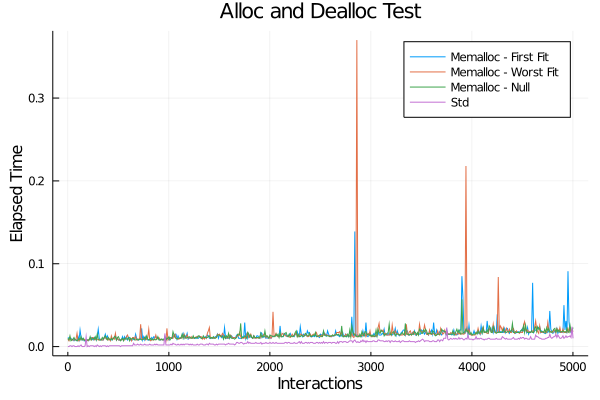 Alloc and Dealloc Test
Memalloc - First Fit
Memalloc - Worst Fit
Memalloc - Null
Std
Elapsed Time
0.3
0.2
0.1
0.0
0 1000 2000 3000 4000 5000
Interactions